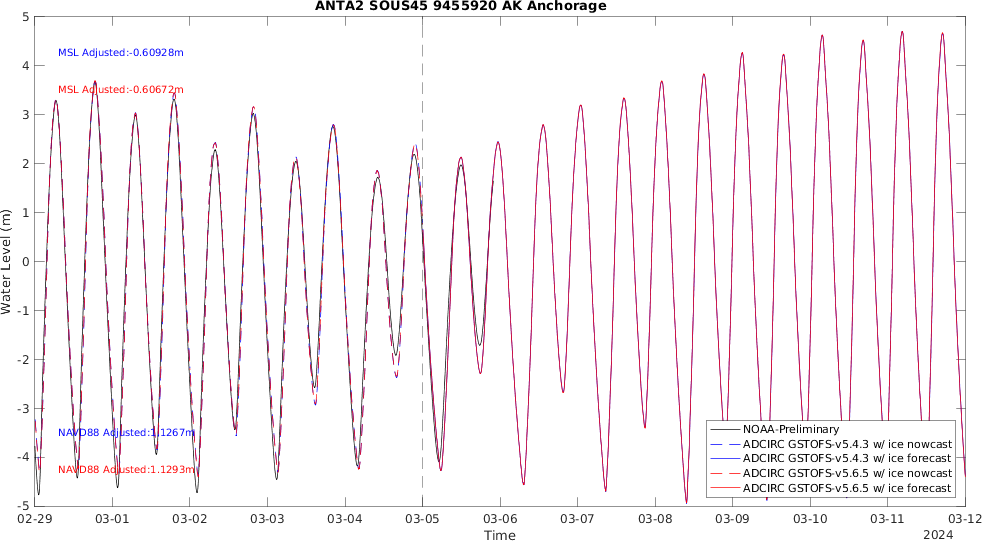 ANTA2 SOUS45 9455920 AK Anchorage
5
4
3
2
1
0
-1
-2
-3
-4
-5
Water Level (m)
MSL Adjusted:-0.60928m
MSL Adjusted:-0.60672m
NAVD88 Adjusted:1.1267m
NAVD88 Adjusted:1.1293m
NOAA-Preliminary
ADCIRC GSTOFS-v5.4.3 w/ ice nowcast
ADCIRC GSTOFS-v5.4.3 w/ ice forecast
ADCIRC GSTOFS-v5.6.5 w/ ice nowcast
ADCIRC GSTOFS-v5.6.5 w/ ice forecast
02-29 03-01 03-02 03-03 03-04 03-05 03-06 03-07 03-08 03-09 03-10 03-11 03-12
Time
2024